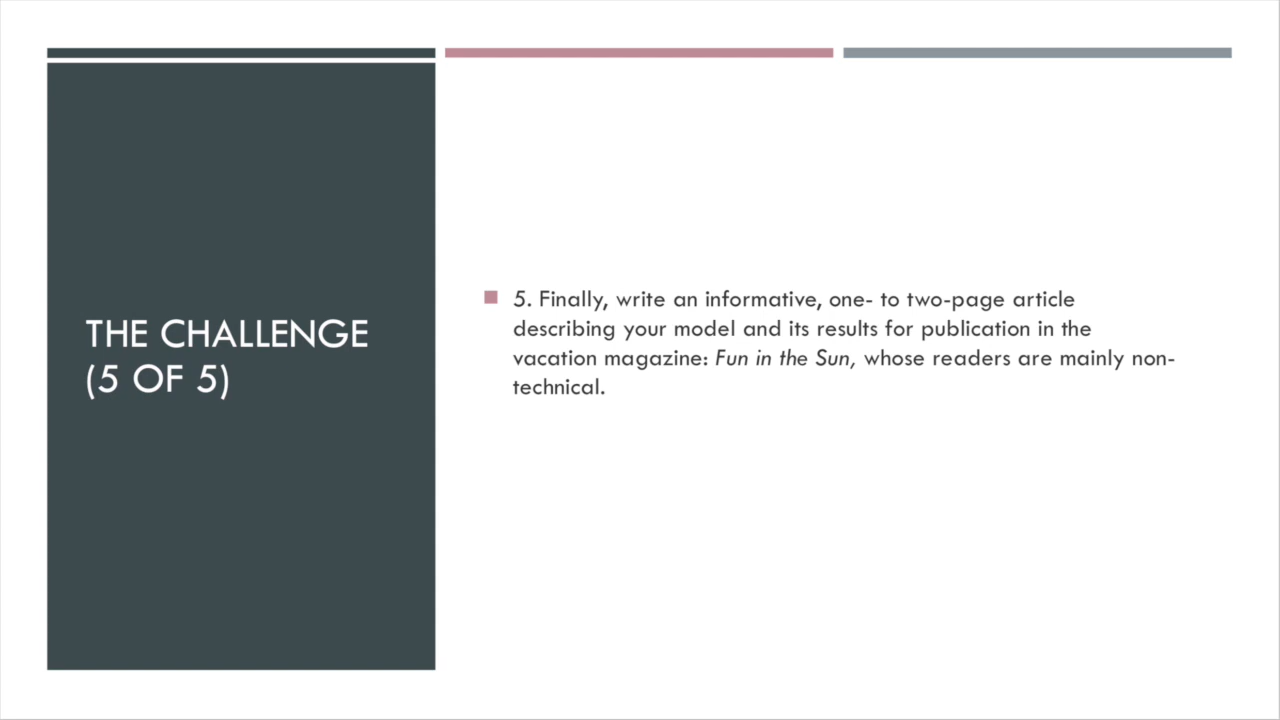 THE CHALLENGE
(5 OF 5)
5. Finally, write an informative, one- to two-page article
describing your model and its results for publication in the
vacation magazine: Fun in the Sun, whose readers are mainly non-
technical.